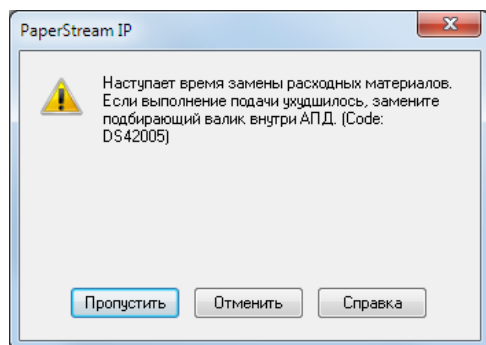 PaperStream IP
Наступает время замены расходных материалов.
Если выполнение подачи ухудшилось, замените
подбирающий валик внутри АПД. (Code:
DS42005)
Пропустить Отменить Справка